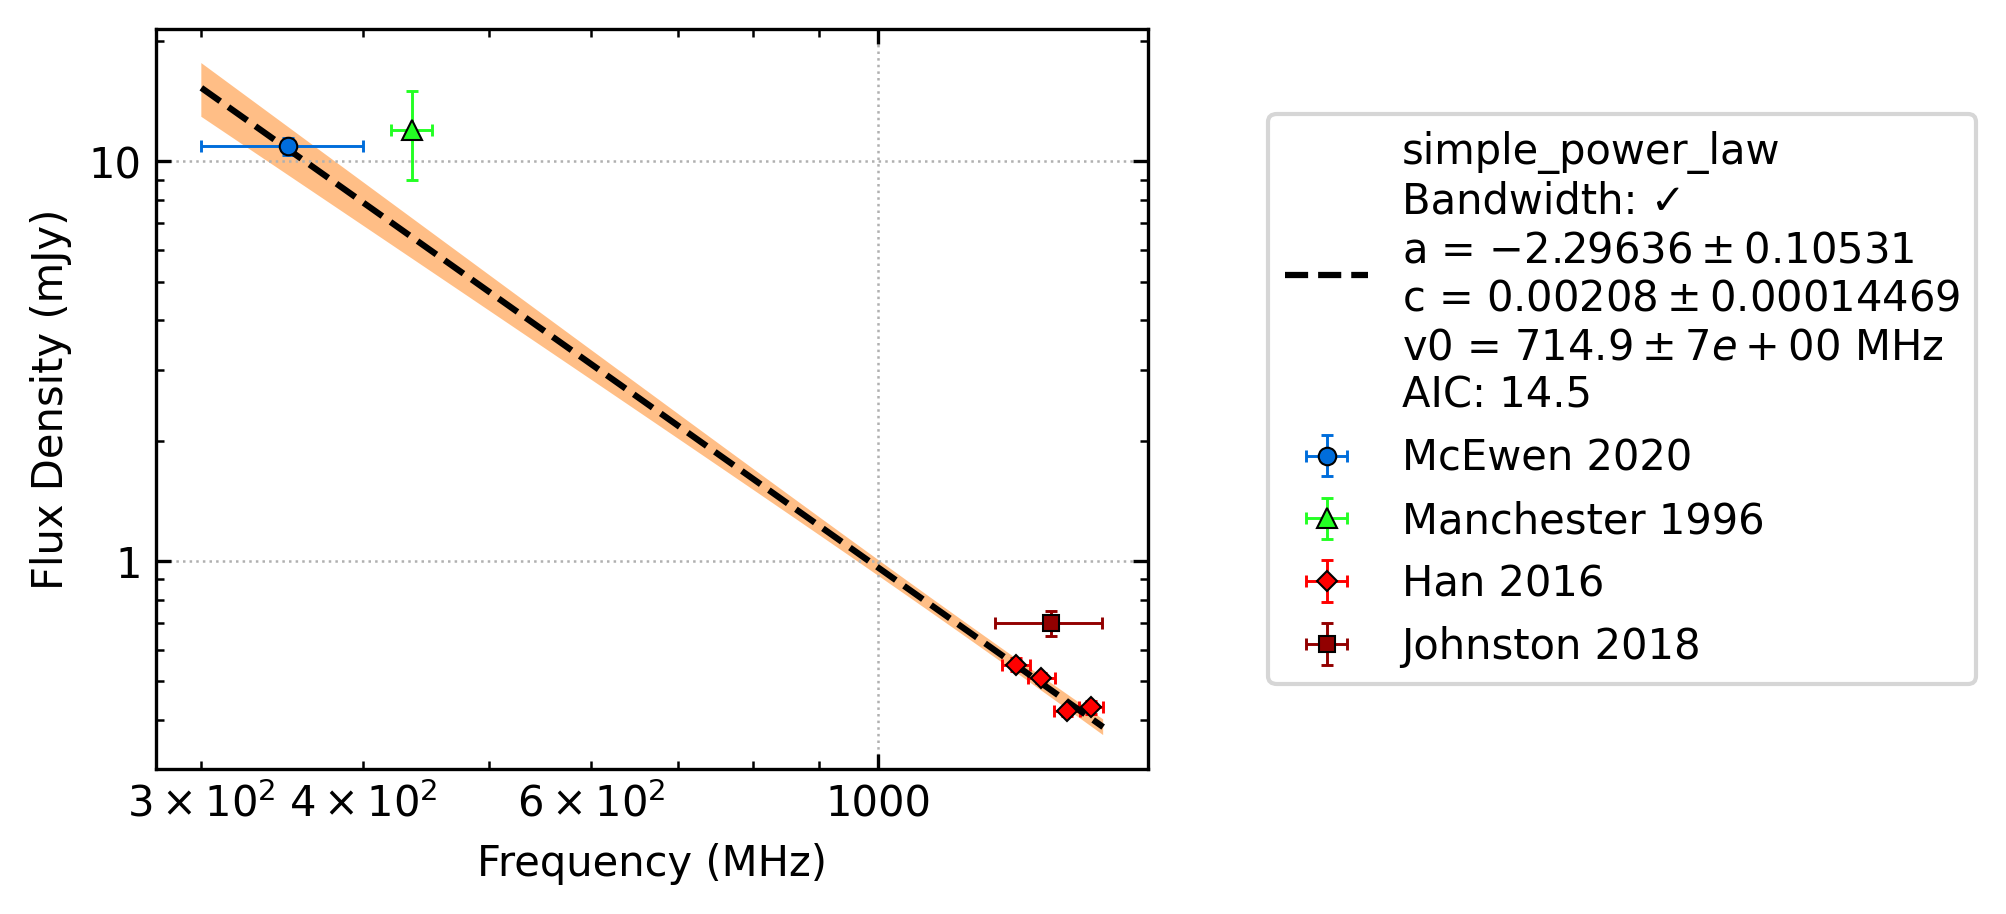 10
1
Flux Density (mJy)
3 × 10² 4 × 10² 6 × 10² 1000
Frequency (MHz)
simple_power_law
Bandwidth: ✓
a = −2.29636 ± 0.10531
c = 0.00208 ± 0.00014469
v0 = 714.9 ± 7e + 00 MHz
AIC: 14.5
McEwen 2020
Manchester 1996
Han 2016
Johnston 2018